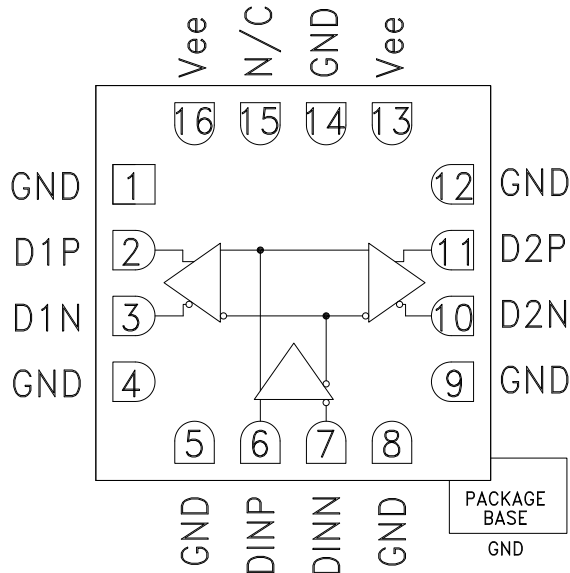 Vee N/C GND Vee
16 15 14 13
GND 1 12 GND
D1P 2 11 D2P
D1N 3 10 D2N
GND 4 9 GND
5 6 7 8
GND DINP DINN GND
PACKAGE
BASE
GND